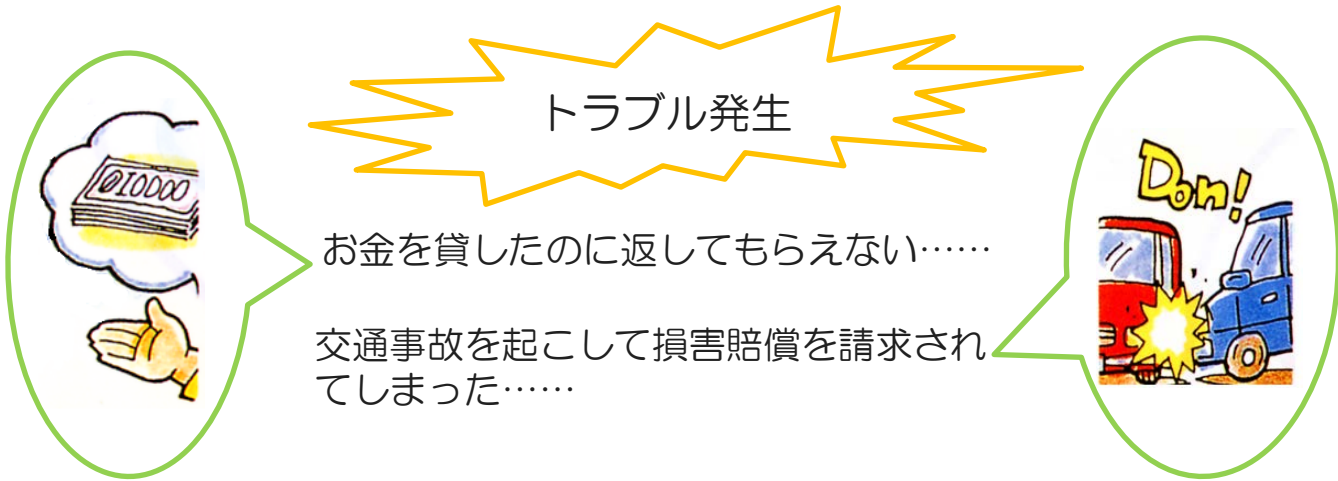 トラブル発生
お金を貸したのに返してもらえない……
交通事故を起こして損害賠償を請求され
てしまった……
Don!